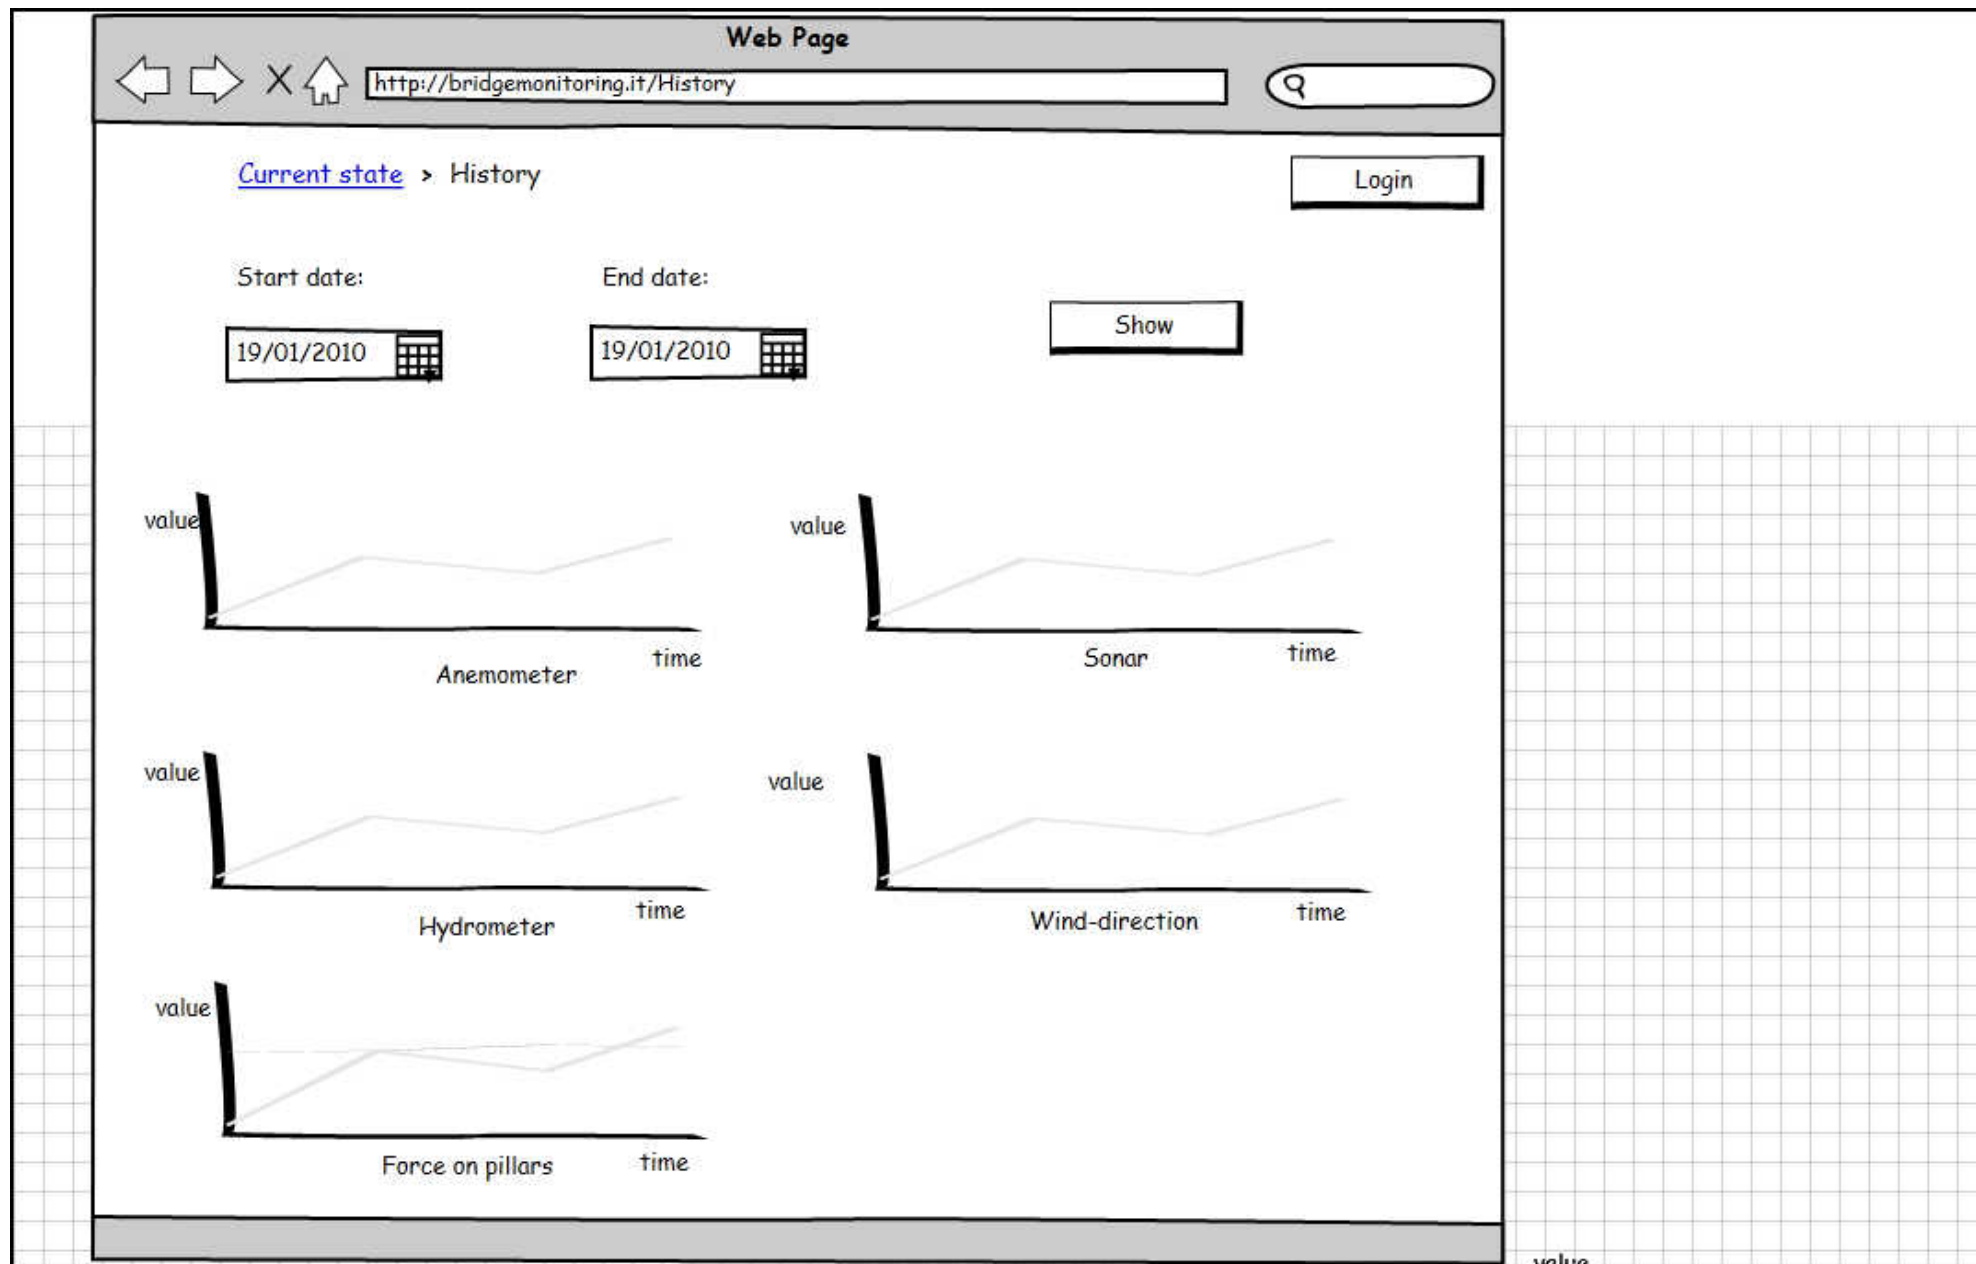 Web Page
http://bridgemonitoring.it/History
Current state > History
Login
Start date:
End date:
Show
19/01/2010
19/01/2010
value
value
Anemometer
time
Sonar
time
value
value
Hydrometer
time
Wind-direction
time
value
Force on pillars
time
value